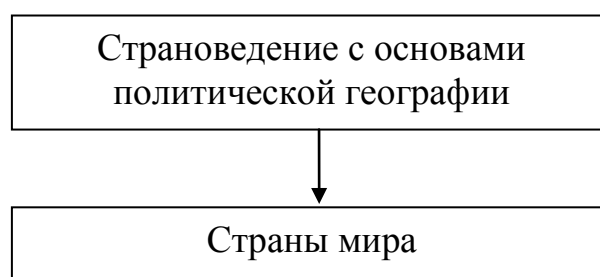 Страноведение с основами
политической географии
Страны мира